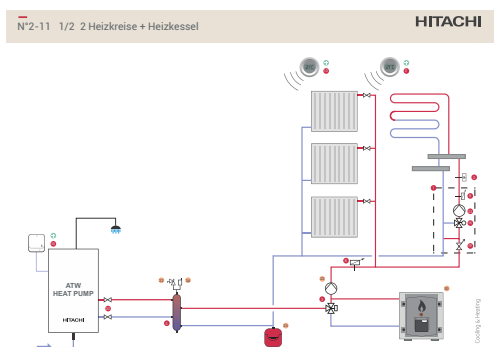 N°2-11 1/2 2 Heizkreise + Heizkessel
HITACHI
ATW
HEAT PUMP
HITACHI
Cooling & Heating